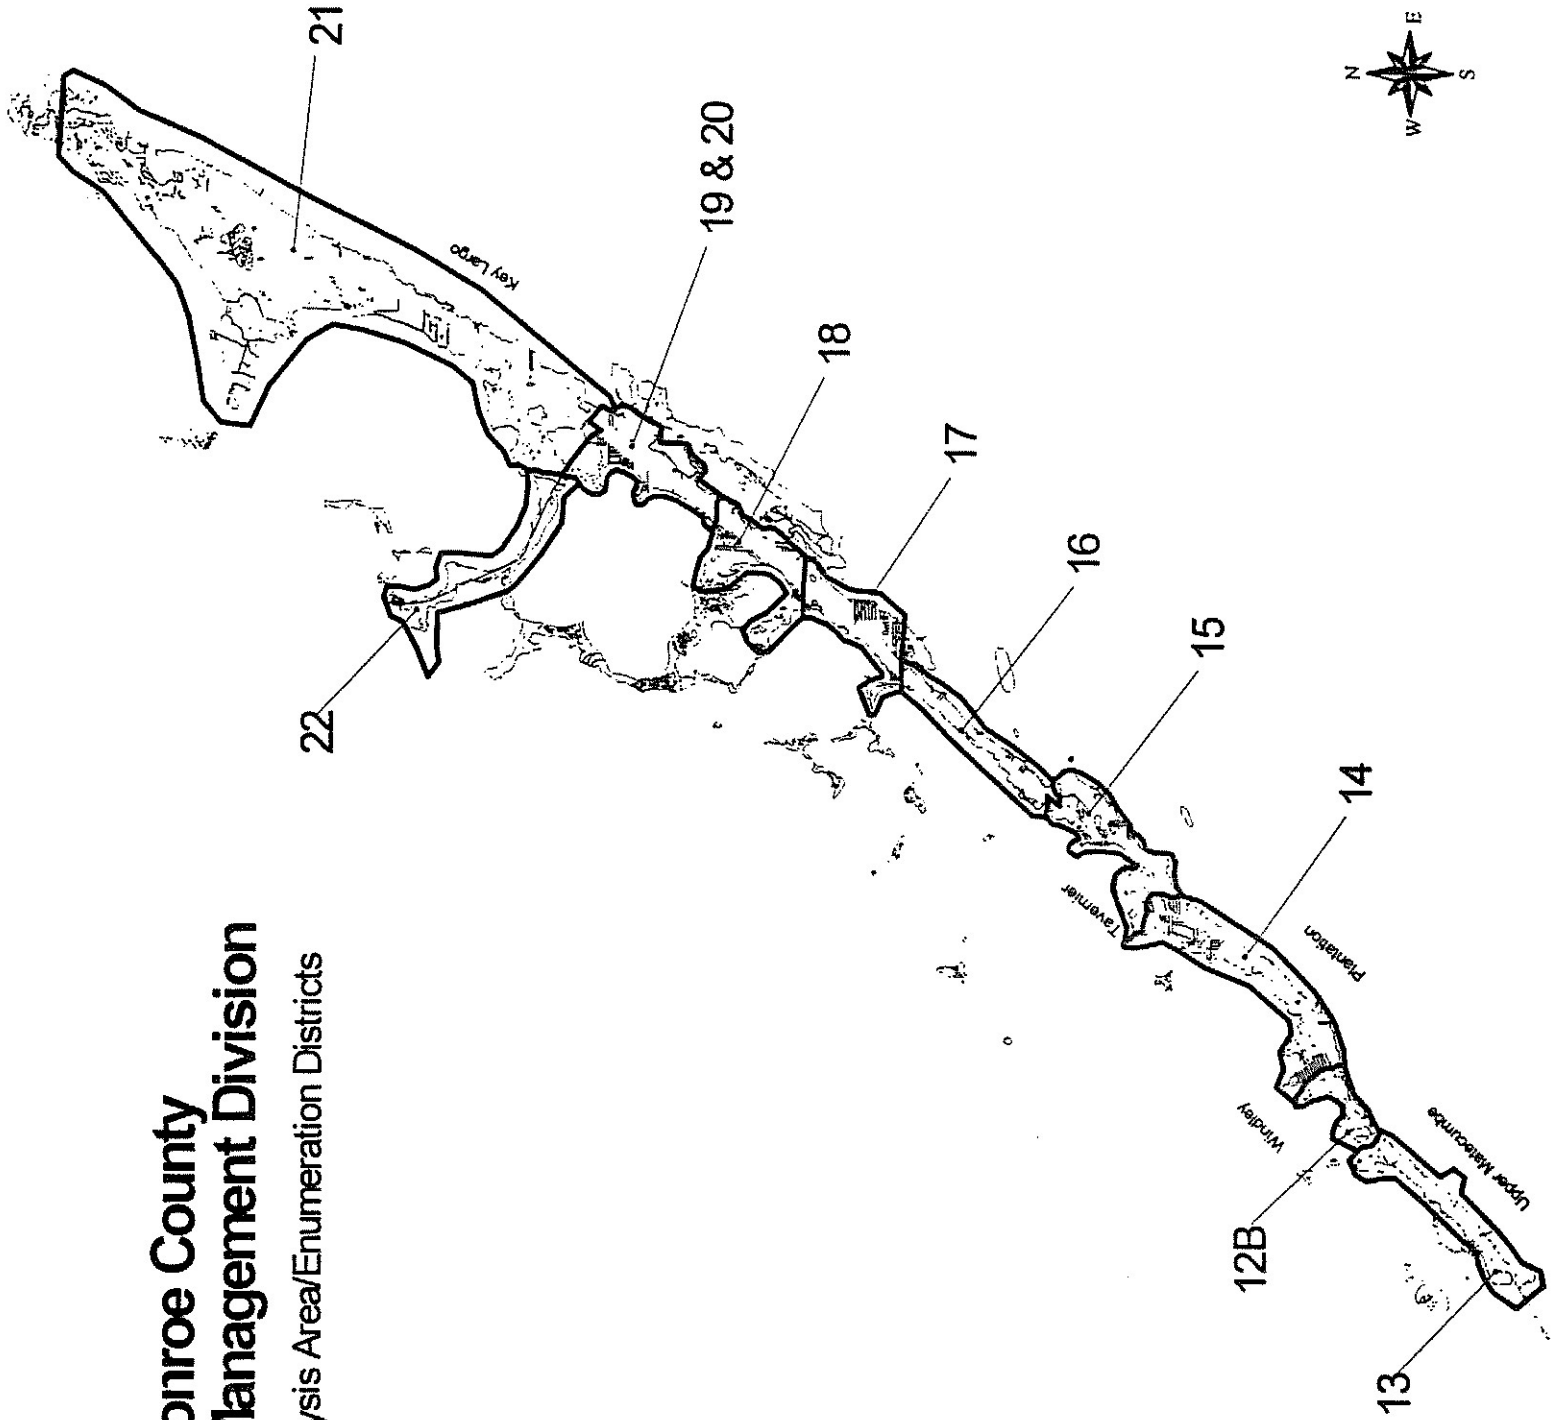 onroe County
Management Division
ysis Area/Enumeration Districts
21
19 & 20
18
17
16
15
14
22
12B
13
Key Largo
Tavernier
Plantation
Windley
Upper Matecumbe
N
W E
S